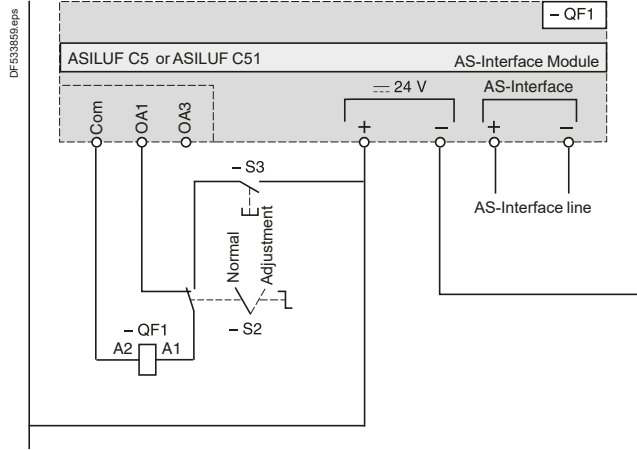 DF533859.eps
– QF1
ASILUF C5 or ASILUF C51
AS-Interface Module
24 V
AS-Interface
Com
OA1
OA3
+
–
+
–
– S3
AS-Interface line
Normal
Adjustment
– QF1
– S2
A2
A1